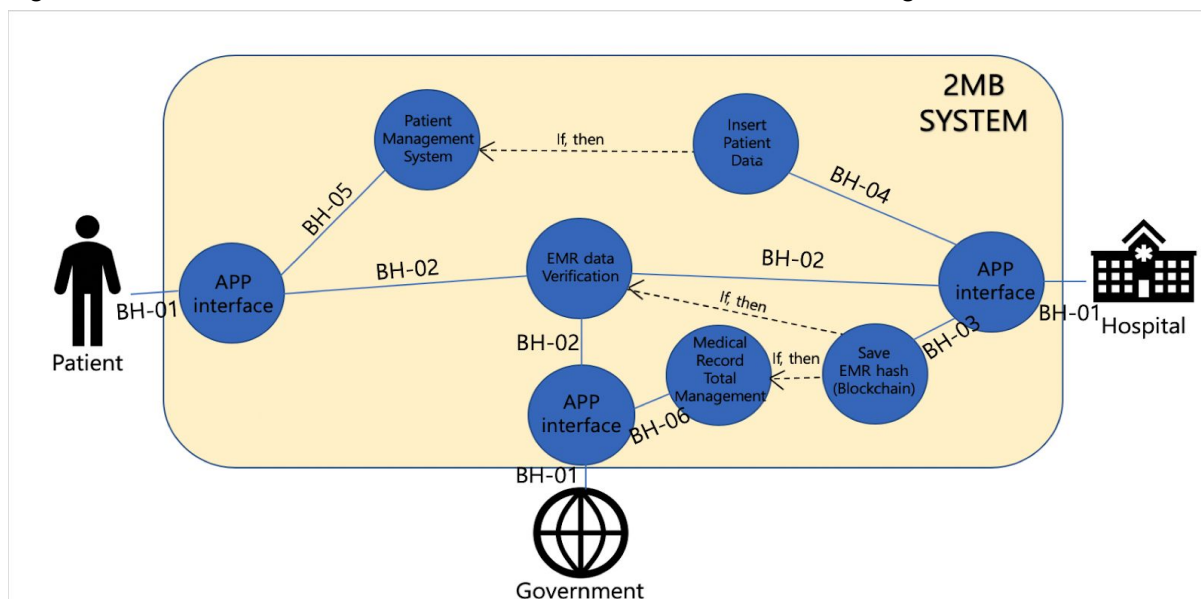 2MB
SYSTEM
Patient
Management
System
If, then
Insert
Patient
Data
BH-05
BH-04
APP
interface
BH-02
EMR data
Verification
BH-02
APP
interface
BH-01
Patient
BH-01
Hospital
If, then
BH-03
BH-02
Medical
Record
Total
Management
If, then
Save
EMR hash
(Blockchain)
APP
interface
BH-06
BH-01
Government